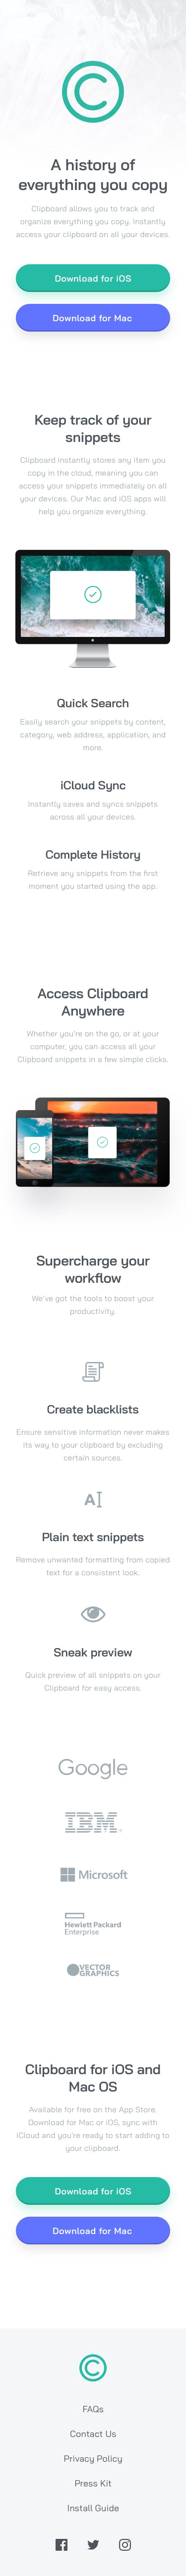 A history of
everything you copy
Clipboard allows you to track and
organize everything you copy. Instantly
access your clipboard on all your devices.
Download for iOS
Download for Mac
Keep track of your
snippets
Clipboard instantly stores any item you
copy in the cloud, meaning you can
access your snippets immediately on all
your devices. Our Mac and iOS apps will
help you organize everything.
Quick Search
Easily search your snippets by content,
category, web address, application, and
more.
iCloud Sync
Instantly saves and syncs snippets
across all your devices.
Complete History
Retrieve any snippets from the first
moment you started using the app.
Access Clipboard
Anywhere
Whether you're on the go, or at your
computer, you can access all your
Clipboard snippets in a few simple clicks.
Supercharge your
workflow
We've got the tools to boost your
productivity.
Create blacklists
Ensure sensitive information never makes
its way to your clipboard by excluding
certain sources.
A
Plain text snippets
Remove unwanted formatting from copied
text for a consistent look.
Sneak preview
Quick preview of all snippets on your
Clipboard for easy access.
Google
IBM
Microsoft
Hewlett Packard
Enterprise
VECTOR
GRAPHICS
Clipboard for iOS and
Mac OS
Available for free on the App Store.
Download for Mac or iOS, sync with
iCloud and you're ready to start adding to
your clipboard.
Download for iOS
Download for Mac
FAQs
Contact Us
Privacy Policy
Press Kit
Install Guide